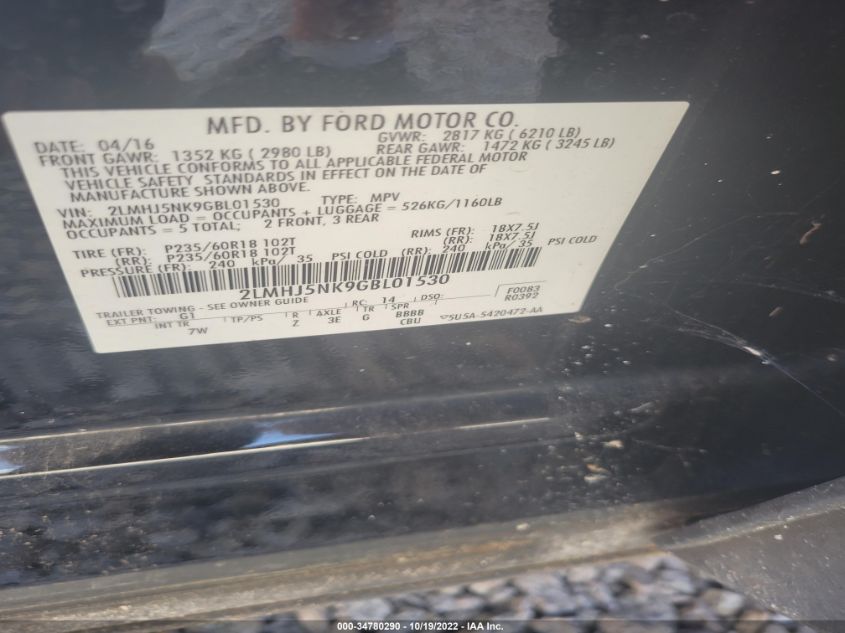 MFD. BY FORD MOTOR CO.
DATE: 04/16 GVWR: 2817 KG ( 6210 LB)
FRONT GAWR: 1352 KG ( 2980 LB) REAR GAWR: 1472 KG ( 3245 LB)
THIS VEHICLE CONFORMS TO ALL APPLICABLE FEDERAL MOTOR
VEHICLE SAFETY STANDARDS IN EFFECT ON THE DATE OF
MANUFACTURE SHOWN ABOVE.
VIN: 2LMHJ5NK9GBL01530 TYPE: MPV
MAXIMUM LOAD = OCCUPANTS + LUGGAGE = 526KG/1160LB
OCCUPANTS = 5 TOTAL; 2 FRONT, 3 REAR
TIRE (FR): P235/60R18 102T RIMS (FR): 18X7.5J
(RR): P235/60R18 102T (RR): 18X7.5J
PRESSURE (FR): 240 kPa/ 35 PSI COLD (RR): 240 kPa/ 35 PSI COLD
2LMHJ5NK9GBL01530
TRAILER TOWING - SEE OWNER GUIDE RC: 14 DSO: F0083
R0392
EXT PNT: G1 TP/PS R AXLE TR SPR
INT TR 7W Z 3E G BBBB 5U5A-5420472-AA
CBU
000-34780290 - 10/19/2022 - IAA Inc.